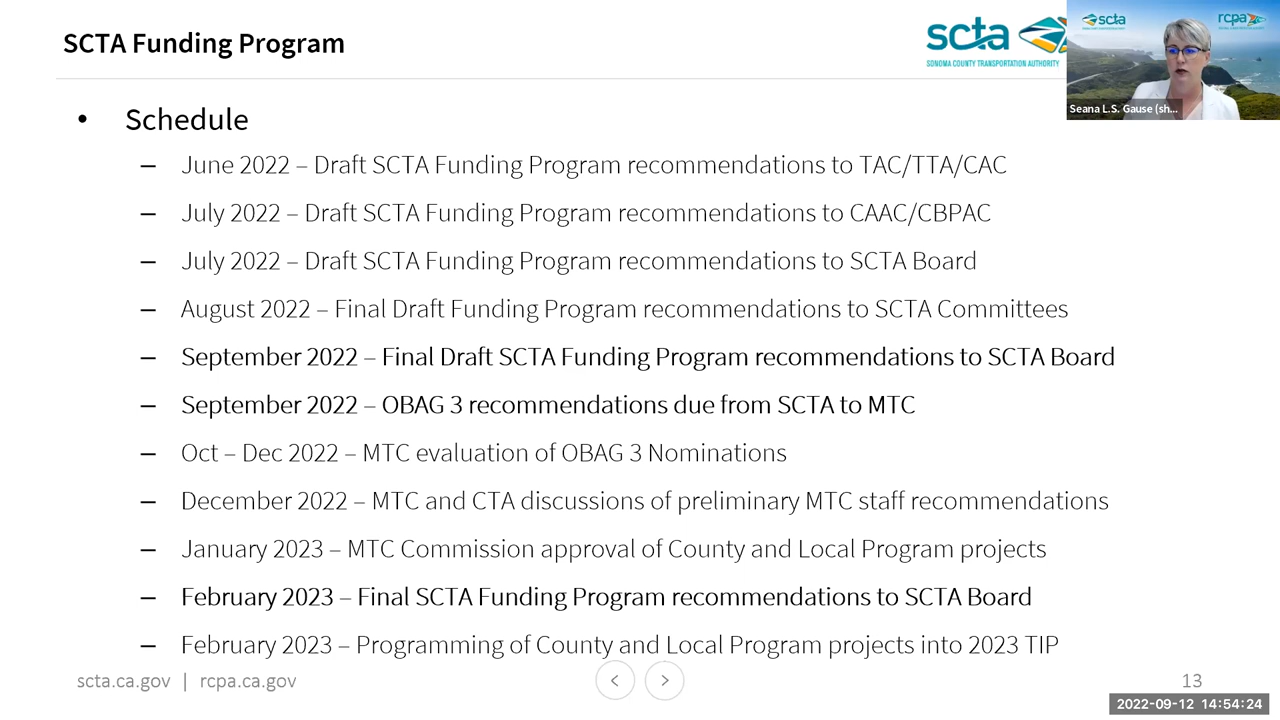 SCTA Funding Program
scta
SONOMA COUNTY TRANSPORTATION AUTHORITY
scta
rcpa
Seana L.S. Gause (sh...
• Schedule
– June 2022 – Draft SCTA Funding Program recommendations to TAC/TTA/CAC
– July 2022 – Draft SCTA Funding Program recommendations to CAAC/CBPAC
– July 2022 – Draft SCTA Funding Program recommendations to SCTA Board
– August 2022 – Final Draft Funding Program recommendations to SCTA Committees
– September 2022 – Final Draft SCTA Funding Program recommendations to SCTA Board
– September 2022 – OBAG 3 recommendations due from SCTA to MTC
– Oct – Dec 2022 – MTC evaluation of OBAG 3 Nominations
– December 2022 – MTC and CTA discussions of preliminary MTC staff recommendations
– January 2023 – MTC Commission approval of County and Local Program projects
– February 2023 – Final SCTA Funding Program recommendations to SCTA Board
– February 2023 – Programming of County and Local Program projects into 2023 TIP
scta.ca.gov | rcpa.ca.gov
13
2022-09-12 14:54:24